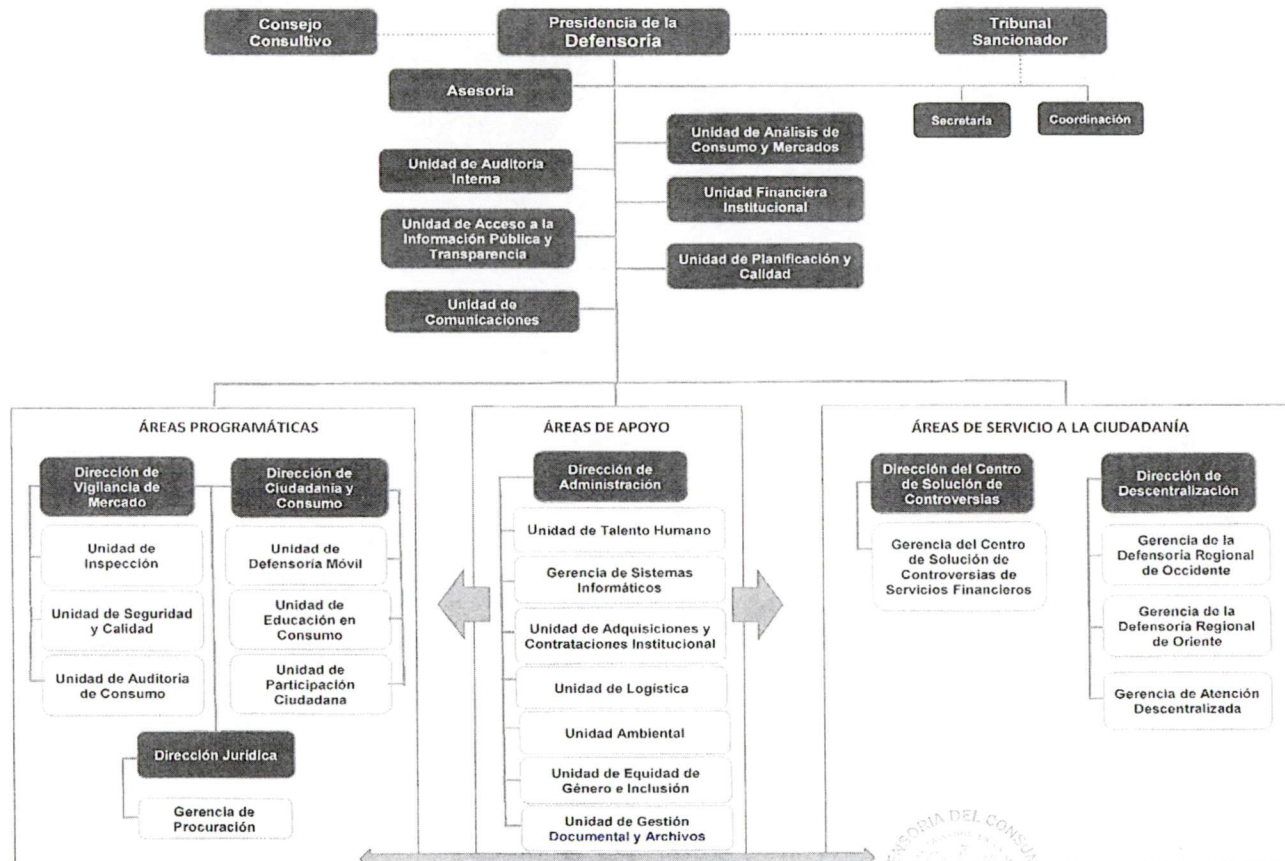 Consejo
Consultivo
Presidencia de la
Defensoría
Tribunal
Sancionador
Asesoría
Secretaría
Coordinación
Unidad de Análisis de
Consumo y Mercados
Unidad de Auditoría
Interna
Unidad Financiera
Institucional
Unidad de Acceso a la
Información Pública y
Transparencia
Unidad de Planificación y
Calidad
Unidad de
Comunicaciones
ÁREAS PROGRAMÁTICAS
Dirección de
Vigilancia de
Mercado
Dirección de
Ciudadanía y
Consumo
Unidad de
Inspección
Unidad de
Defensoría Móvil
Unidad de Seguridad
y Calidad
Unidad de
Educación en
Consumo
Unidad de Auditoria
de Consumo
Unidad de
Participación
Ciudadana
Dirección Jurídica
Gerencia de
Procuración
ÁREAS DE APOYO
Dirección de
Administración
Unidad de Talento Humano
Gerencia de Sistemas
Informáticos
Unidad de Adquisiciones y
Contrataciones Institucional
Unidad de Logística
Unidad Ambiental
Unidad de Equidad de
Género e Inclusión
Unidad de Gestión
Documental y Archivos
ÁREAS DE SERVICIO A LA CIUDADANÍA
Dirección del Centro
de Solución de
Controversias
Dirección de
Descentralización
Gerencia del Centro
de Solución de
Controversias de
Servicios Financieros
Gerencia de la
Defensoría Regional
de Occidente
Gerencia de la
Defensoría Regional
de Oriente
Gerencia de Atención
Descentralizada
DEL